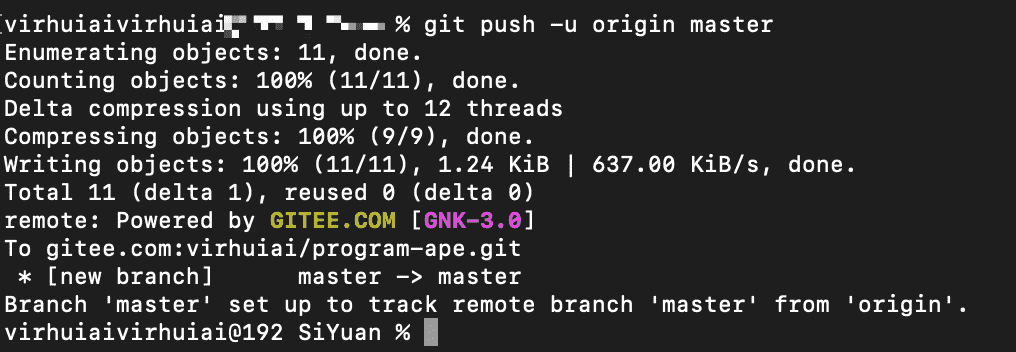 virhuiaivirhuiai % git push -u origin master
Enumerating objects: 11, done.
Counting objects: 100% (11/11), done.
Delta compression using up to 12 threads
Compressing objects: 100% (9/9), done.
Writing objects: 100% (11/11), 1.24 KiB | 637.00 KiB/s, done.
Total 11 (delta 1), reused 0 (delta 0)
remote: Powered by GITEE.COM [GNK-3.0]
To gitee.com:virhuiai/program-ape.git
 * [new branch]      master -> master
Branch 'master' set up to track remote branch 'master' from 'origin'.
virhuiaivirhuiai@192 SiYuan %